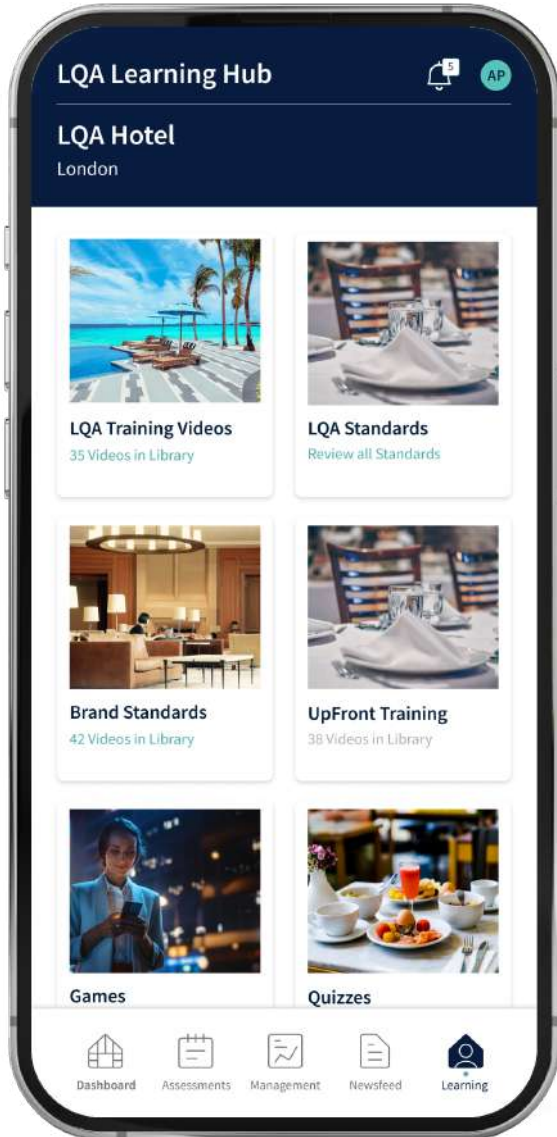 LQA Learning Hub
5
AP
LQA Hotel
London
LQA Training Videos
35 Videos in Library
LQA Standards
Review all Standards
Brand Standards
42 Videos in Library
UpFront Training
38 Videos in Library
Games
Quizzes
Dashboard
Assessments
Management
Newsfeed
Learning